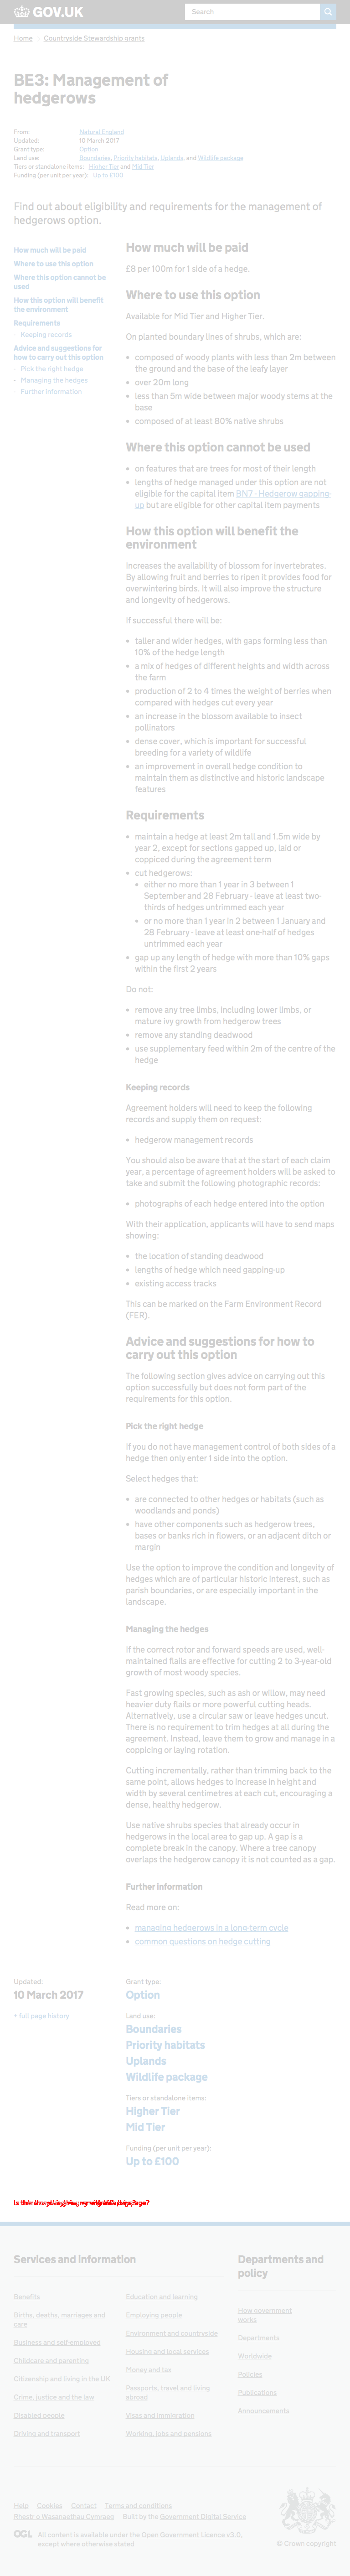 GOV.UK
Search
Home
Countryside Stewardship grants
BE3: Management of
hedgerows
From: Natural England
Updated: 10 March 2017
Grant type: Option
Land use: Boundaries, Priority habitats, Uplands, and Wildlife package
Tiers or standalone items: Higher Tier and Mid Tier
Funding (per unit per year): Up to £100
Find out about eligibility and requirements for the management of
hedgerows option.
How much will be paid
Where to use this option
Where this option cannot be
used
How this option will benefit
the environment
Requirements
- Keeping records
Advice and suggestions for
how to carry out this option
- Pick the right hedge
- Managing the hedges
- Further information
How much will be paid
£8 per 100m for 1 side of a hedge.
Where to use this option
Available for Mid Tier and Higher Tier.
On planted boundary lines of shrubs, which are:
• composed of woody plants with less than 2m between
the ground and the base of the leafy layer
• over 20m long
• less than 5m wide between major woody stems at the
base
• composed of at least 80% native shrubs
Where this option cannot be used
• on features that are trees for most of their length
• lengths of hedge managed under this option are not
eligible for the capital item BN7 - Hedgerow gapping-
up but are eligible for other capital item payments
How this option will benefit the
environment
Increases the availability of blossom for invertebrates.
By allowing fruit and berries to ripen it provides food for
overwintering birds. It will also improve the structure
and longevity of hedgerows.
If successful there will be:
• taller and wider hedges, with gaps forming less than
10% of the hedge length
• a mix of hedges of different heights and width across
the farm
• production of 2 to 4 times the weight of berries when
compared with hedges cut every year
• an increase in the blossom available to insect
pollinators
• dense cover, which is important for successful
breeding for a variety of wildlife
• an improvement in overall hedge condition to
maintain them as distinctive and historic landscape
features
Requirements
• maintain a hedge at least 2m tall and 1.5m wide by
year 2, except for sections gapped up, laid or
coppiced during the agreement term
• cut hedgerows:
• either no more than 1 year in 3 between 1
September and 28 February - leave at least two-
thirds of hedges untrimmed each year
• or no more than 1 year in 2 between 1 January and
28 February - leave at least one-half of hedges
untrimmed each year
• gap up any length of hedge with more than 10% gaps
within the first 2 years
Do not:
• remove any tree limbs, including lower limbs, or
mature ivy growth from hedgerow trees
• remove any standing deadwood
• use supplementary feed within 2m of the centre of the
hedge
Keeping records
Agreement holders will need to keep the following
records and supply them on request:
• hedgerow management records
You should also be aware that at the start of each claim
year, a percentage of agreement holders will be asked to
take and submit the following photographic records:
• photographs of each hedge entered into the option
With their application, applicants will have to send maps
showing:
• the location of standing deadwood
• lengths of hedge which need gapping-up
• existing access tracks
This can be marked on the Farm Environment Record
(FER).
Advice and suggestions for how to
carry out this option
The following section gives advice on carrying out this
option successfully but does not form part of the
requirements for this option.
Pick the right hedge
If you do not have management control of both sides of a
hedge then only enter 1 side into the option.
Select hedges that:
• are connected to other hedges or habitats (such as
woodlands and ponds)
• have other components such as hedgerow trees,
bases or banks rich in flowers, or an adjacent ditch or
margin
Use the option to improve the condition and longevity of
hedges which are of particular historic interest, such as
parish boundaries, or are especially important in the
landscape.
Managing the hedges
If the correct rotor and forward speeds are used, well-
maintained flails are effective for cutting 2 to 3-year-old
growth of most woody species.
Fast growing species, such as ash or willow, may need
heavier duty flails or more powerful cutting heads.
Alternatively, use a circular saw or leave hedges uncut.
There is no requirement to trim hedges at all during the
agreement. Instead, leave them to grow and manage in a
coppicing or laying rotation.
Cutting incrementally, rather than trimming back to the
same point, allows hedges to increase in height and
width by several centimetres at each cut, encouraging a
dense, healthy hedgerow.
Use native shrubs species that already occur in
hedgerows in the local area to gap up. A gap is a
complete break in the canopy. Where a tree canopy
overlaps the hedgerow canopy it is not counted as a gap.
Further information
Read more on:
• managing hedgerows in a long-term cycle
• common questions on hedge cutting
Updated:
10 March 2017
+ full page history
Grant type:
Option
Land use:
Boundaries
Priority habitats
Uplands
Wildlife package
Tiers or standalone items:
Higher Tier
Mid Tier
Funding (per unit per year):
Up to £100
Services and information
Benefits
Births, deaths, marriages and
care
Business and self-employed
Childcare and parenting
Citizenship and living in the UK
Crime, justice and the law
Disabled people
Driving and transport
Education and learning
Employing people
Environment and countryside
Housing and local services
Money and tax
Passports, travel and living
abroad
Visas and immigration
Working, jobs and pensions
Departments and
policy
How government
works
Departments
Worldwide
Policies
Publications
Announcements
Help Cookies Contact Terms and conditions
Rhestr o Wasanaethau Cymraeg Built by the Government Digital Service
OGL All content is available under the Open Government Licence v3.0,
except where otherwise stated
© Crown copyright